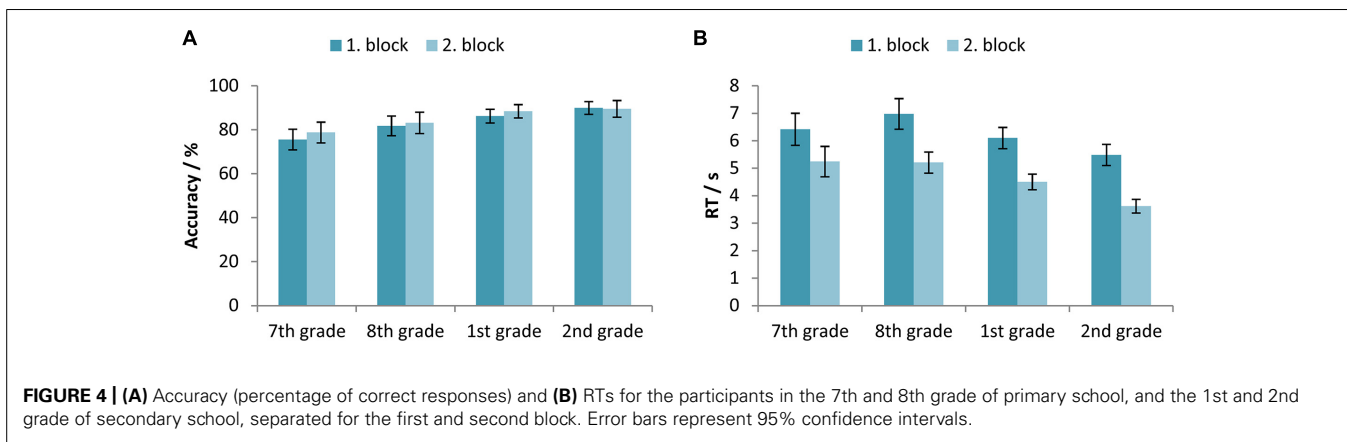 A
1. block 2. block
Accuracy / %
100
80
60
40
20
0
7th grade 8th grade 1st grade 2nd grade
B
1. block 2. block
RT / s
8
7
6
5
4
3
2
1
0
7th grade 8th grade 1st grade 2nd grade
FIGURE 4 | (A) Accuracy (percentage of correct responses) and (B) RTs for the participants in the 7th and 8th grade of primary school, and the 1st and 2nd
grade of secondary school, separated for the first and second block. Error bars represent 95% confidence intervals.